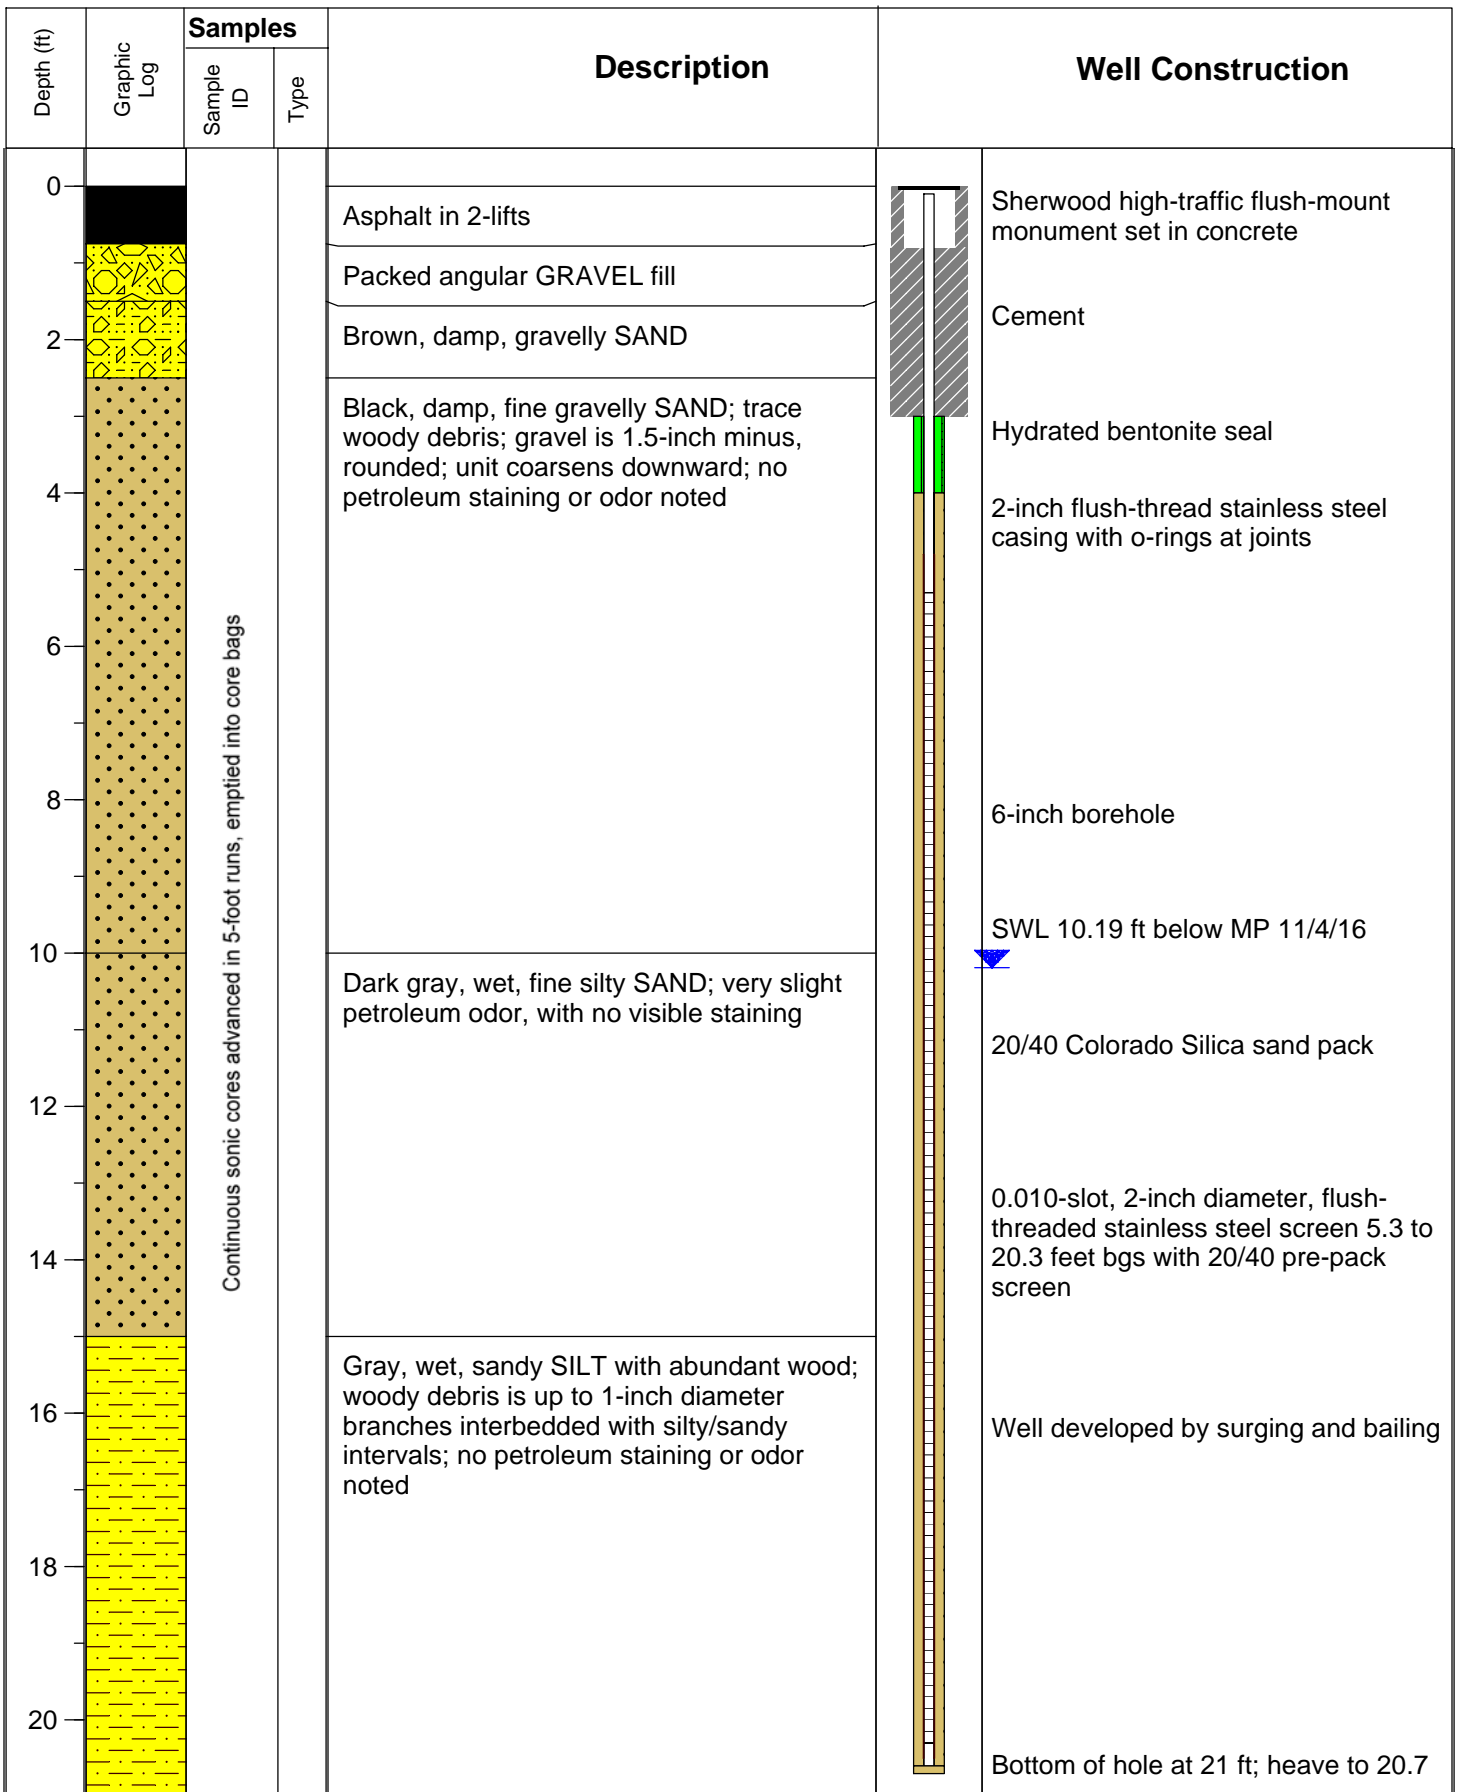 Depth (ft)
Graphic
Log
Samples
Sample
ID
Type
Description
Well Construction
0
2
4
6
8
10
12
14
16
18
20
Continuous sonic cores advanced in 5-foot runs, emptied into core bags
Asphalt in 2-lifts
Packed angular GRAVEL fill
Brown, damp, gravelly SAND
Black, damp, fine gravelly SAND; trace
woody debris; gravel is 1.5-inch minus,
rounded; unit coarsens downward; no
petroleum staining or odor noted
Dark gray, wet, fine silty SAND; very slight
petroleum odor, with no visible staining
Gray, wet, sandy SILT with abundant wood;
woody debris is up to 1-inch diameter
branches interbedded with silty/sandy
intervals; no petroleum staining or odor
noted
Sherwood high-traffic flush-mount
monument set in concrete
Cement
Hydrated bentonite seal
2-inch flush-thread stainless steel
casing with o-rings at joints
6-inch borehole
SWL 10.19 ft below MP 11/4/16
20/40 Colorado Silica sand pack
0.010-slot, 2-inch diameter, flush-
threaded stainless steel screen 5.3 to
20.3 feet bgs with 20/40 pre-pack
screen
Well developed by surging and bailing
Bottom of hole at 21 ft; heave to 20.7